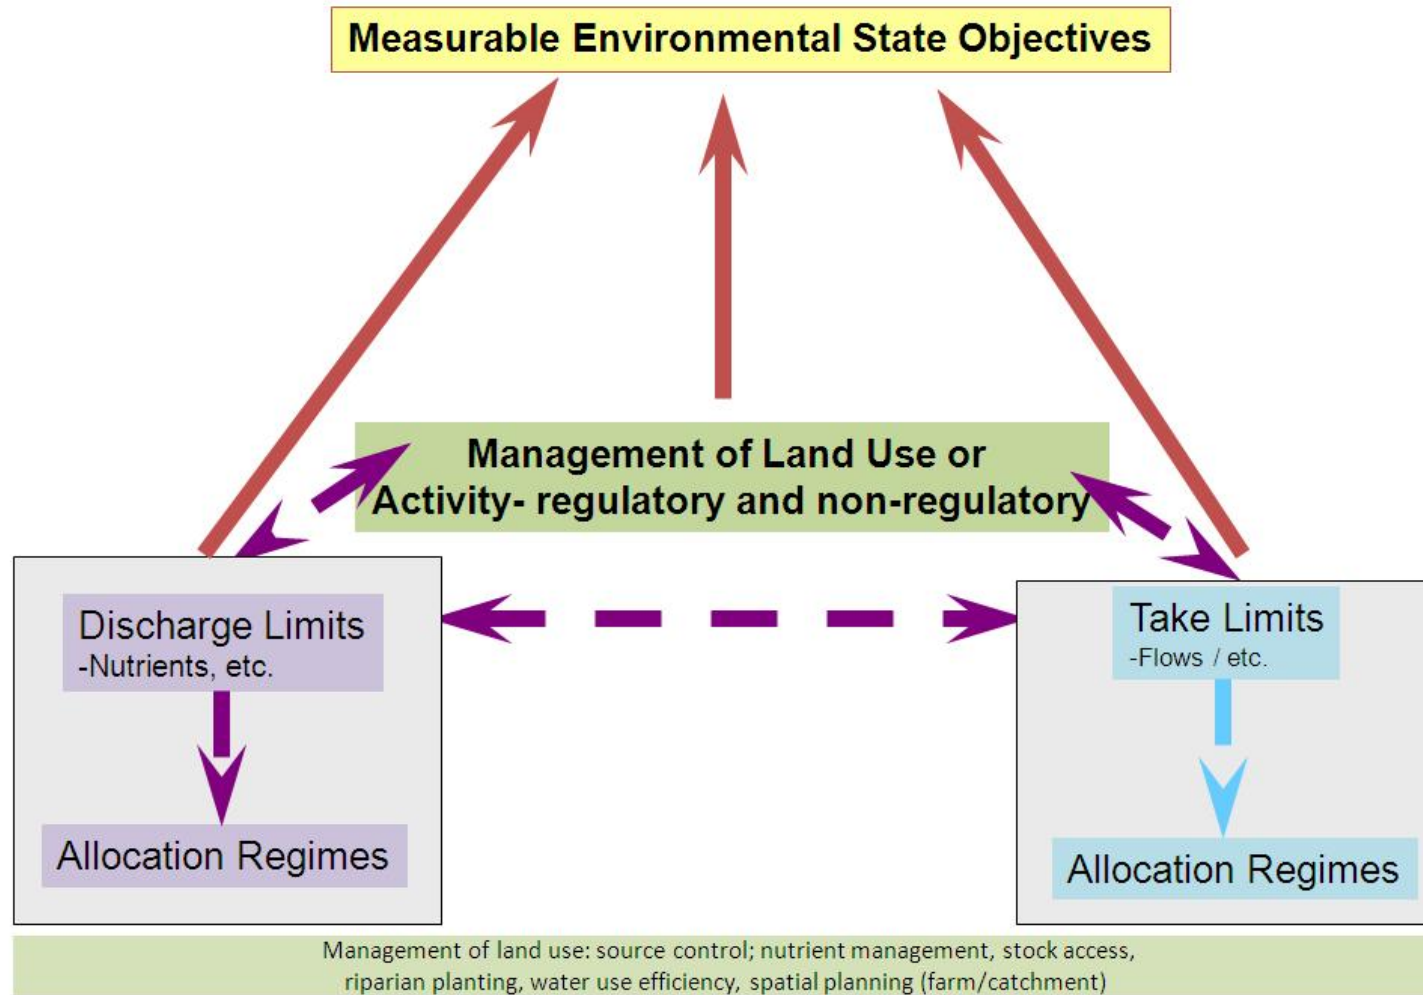 Measurable Environmental State Objectives
Management of Land Use or
Activity- regulatory and non-regulatory
Discharge Limits
-Nutrients, etc.
Allocation Regimes
Take Limits
-Flows / etc.
Allocation Regimes
Management of land use: source control; nutrient management, stock access,
riparian planting, water use efficiency, spatial planning (farm/catchment)